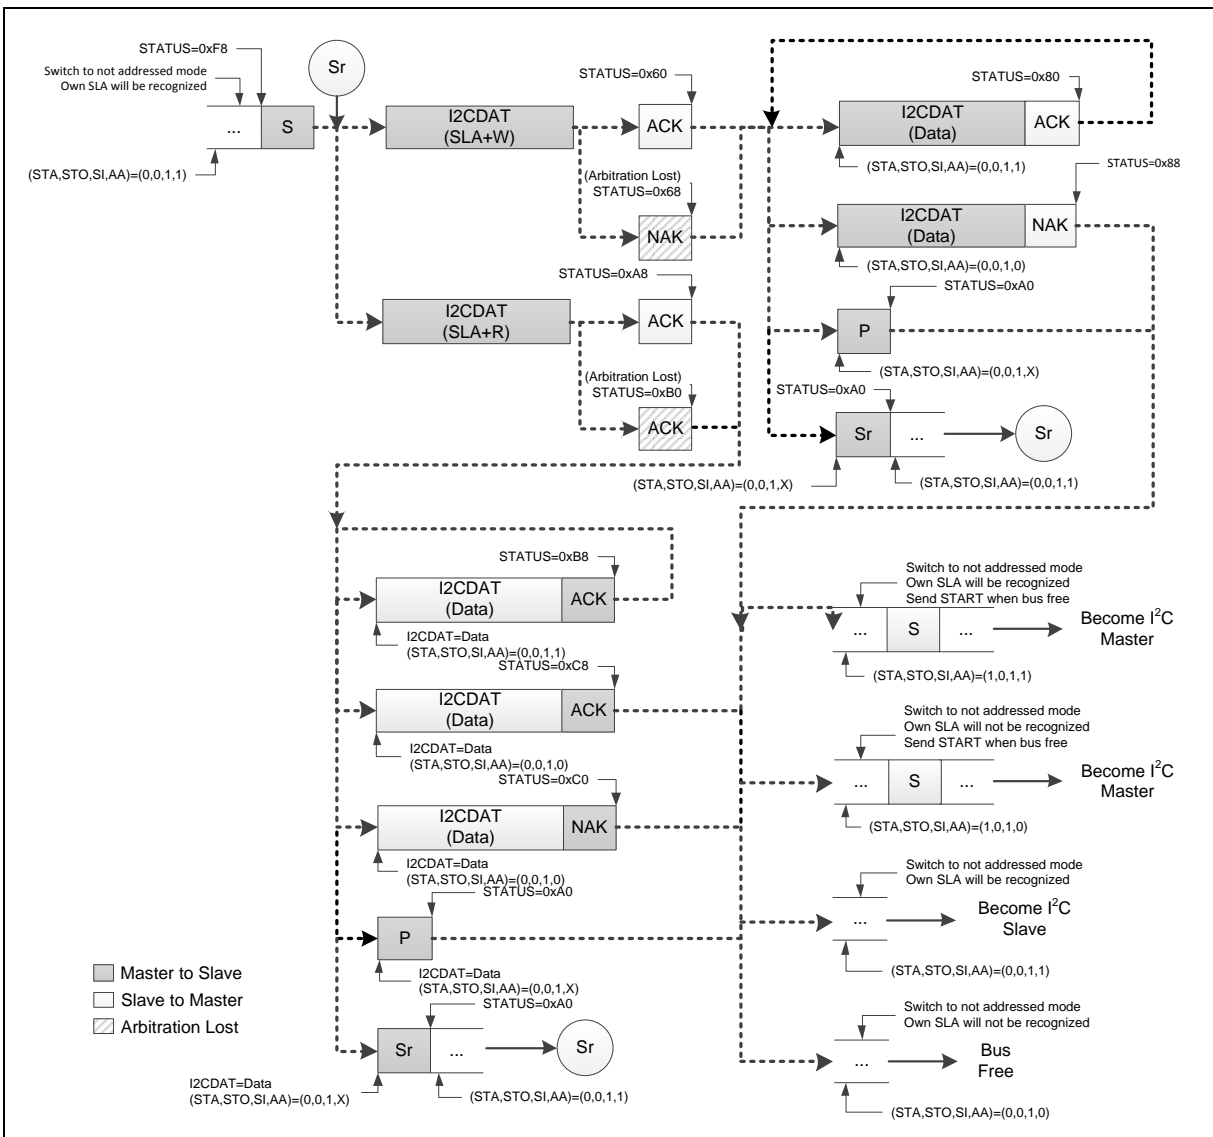 STATUS=0xF8
Switch to not addressed mode
Own SLA will be recognized
...
S
(STA,STO,SI,AA)=(0,0,1,1)
Sr
I2CDAT
(SLA+W)
STATUS=0x60
ACK
(Arbitration Lost)
STATUS=0x68
NAK
I2CDAT
(SLA+R)
STATUS=0xA8
ACK
(Arbitration Lost)
STATUS=0xB0
ACK
STATUS=0x80
I2CDAT
(Data)
ACK
(STA,STO,SI,AA)=(0,0,1,1)
STATUS=0x88
I2CDAT
(Data)
NAK
(STA,STO,SI,AA)=(0,0,1,0)
STATUS=0xA0
P
(STA,STO,SI,AA)=(0,0,1,X)
STATUS=0xA0
Sr
...
Sr
(STA,STO,SI,AA)=(0,0,1,X)
(STA,STO,SI,AA)=(0,0,1,1)
STATUS=0xB8
I2CDAT
(Data)
ACK
I2CDAT=Data
(STA,STO,SI,AA)=(0,0,1,1)
STATUS=0xC8
I2CDAT
(Data)
ACK
I2CDAT=Data
(STA,STO,SI,AA)=(0,0,1,0)
STATUS=0xC0
I2CDAT
(Data)
NAK
I2CDAT=Data
(STA,STO,SI,AA)=(0,0,1,0)
STATUS=0xA0
P
I2CDAT=Data
(STA,STO,SI,AA)=(0,0,1,X)
STATUS=0xA0
Sr
...
Sr
I2CDAT=Data
(STA,STO,SI,AA)=(0,0,1,X)
(STA,STO,SI,AA)=(0,0,1,1)
Switch to not addressed mode
Own SLA will be recognized
Send START when bus free
...
S
...
Become I²C
Master
(STA,STO,SI,AA)=(1,0,1,1)
Switch to not addressed mode
Own SLA will not be recognized
Send START when bus free
...
S
...
Become I²C
Master
(STA,STO,SI,AA)=(1,0,1,0)
Switch to not addressed mode
Own SLA will be recognized
...
Become I²C
Slave
(STA,STO,SI,AA)=(0,0,1,1)
Switch to not addressed mode
Own SLA will not be recognized
...
Bus
Free
(STA,STO,SI,AA)=(0,0,1,0)
Master to Slave
Slave to Master
Arbitration Lost